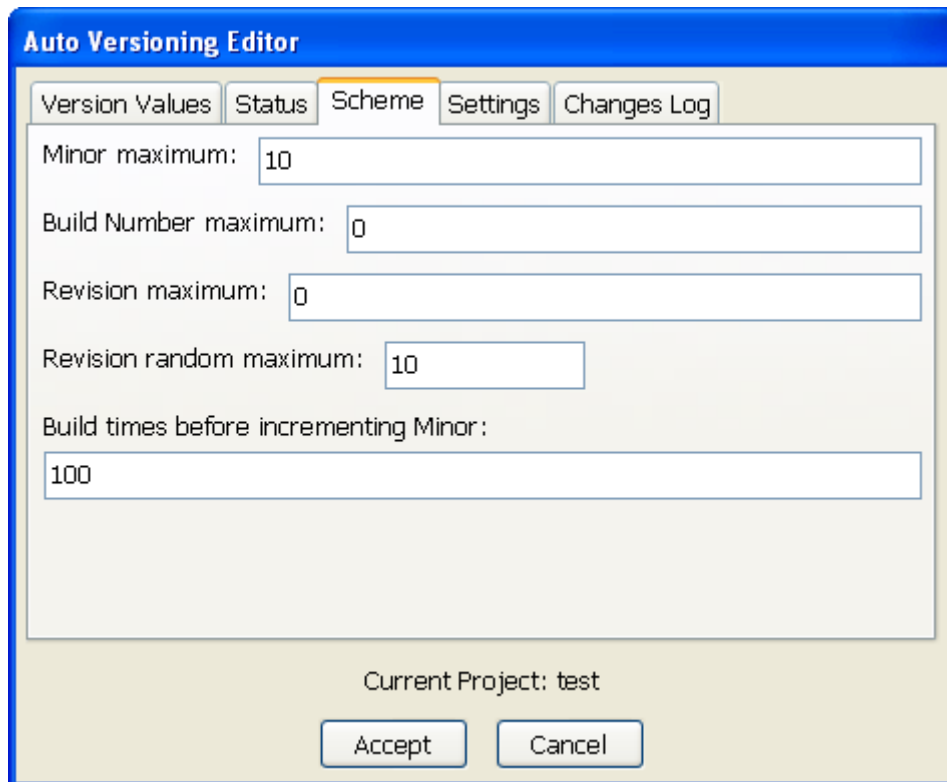 Auto Versioning Editor
Version Values Status Scheme Settings Changes Log
Minor maximum: 10
Build Number maximum: 0
Revision maximum: 0
Revision random maximum: 10
Build times before incrementing Minor:
100
Current Project: test
Accept Cancel